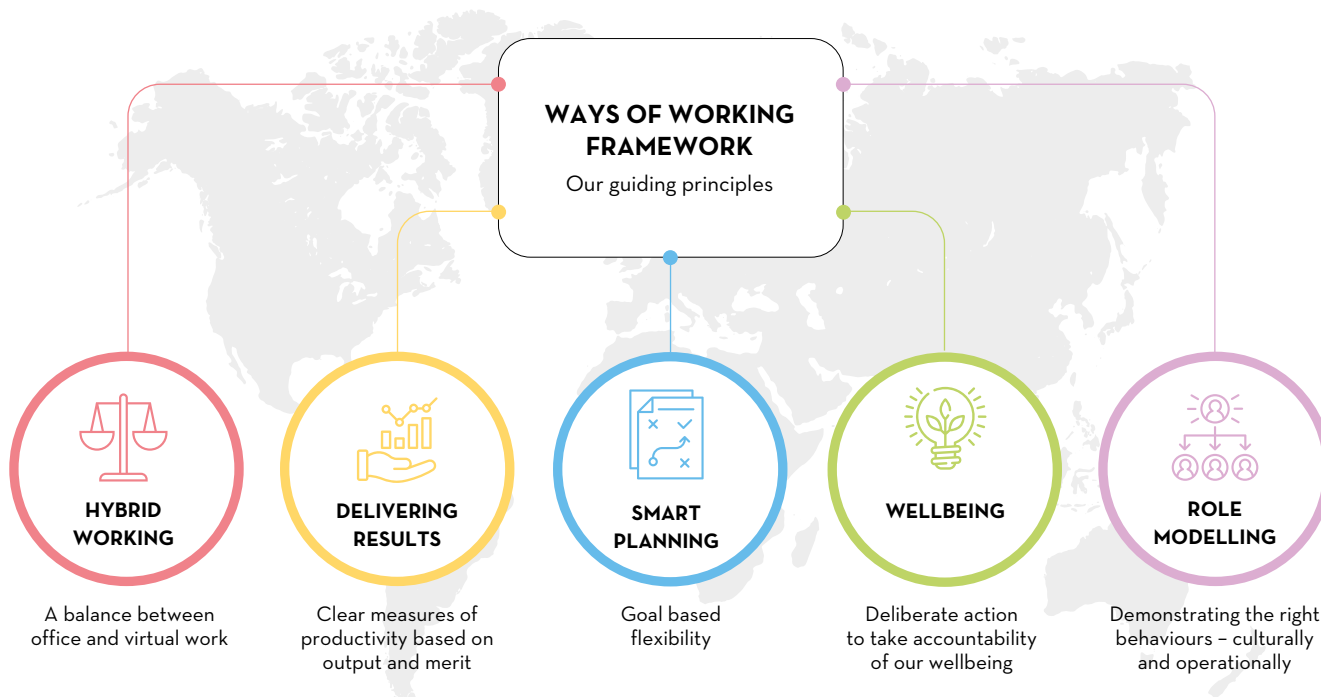 WAYS OF WORKING
FRAMEWORK
Our guiding principles
HYBRID
WORKING
A balance between
office and virtual work
DELIVERING
RESULTS
Clear measures of
productivity based on
output and merit
SMART
PLANNING
Goal based
flexibility
WELLBEING
Deliberate action
to take accountability
of our wellbeing
ROLE
MODELLING
Demonstrating the right
behaviours – culturally
and operationally